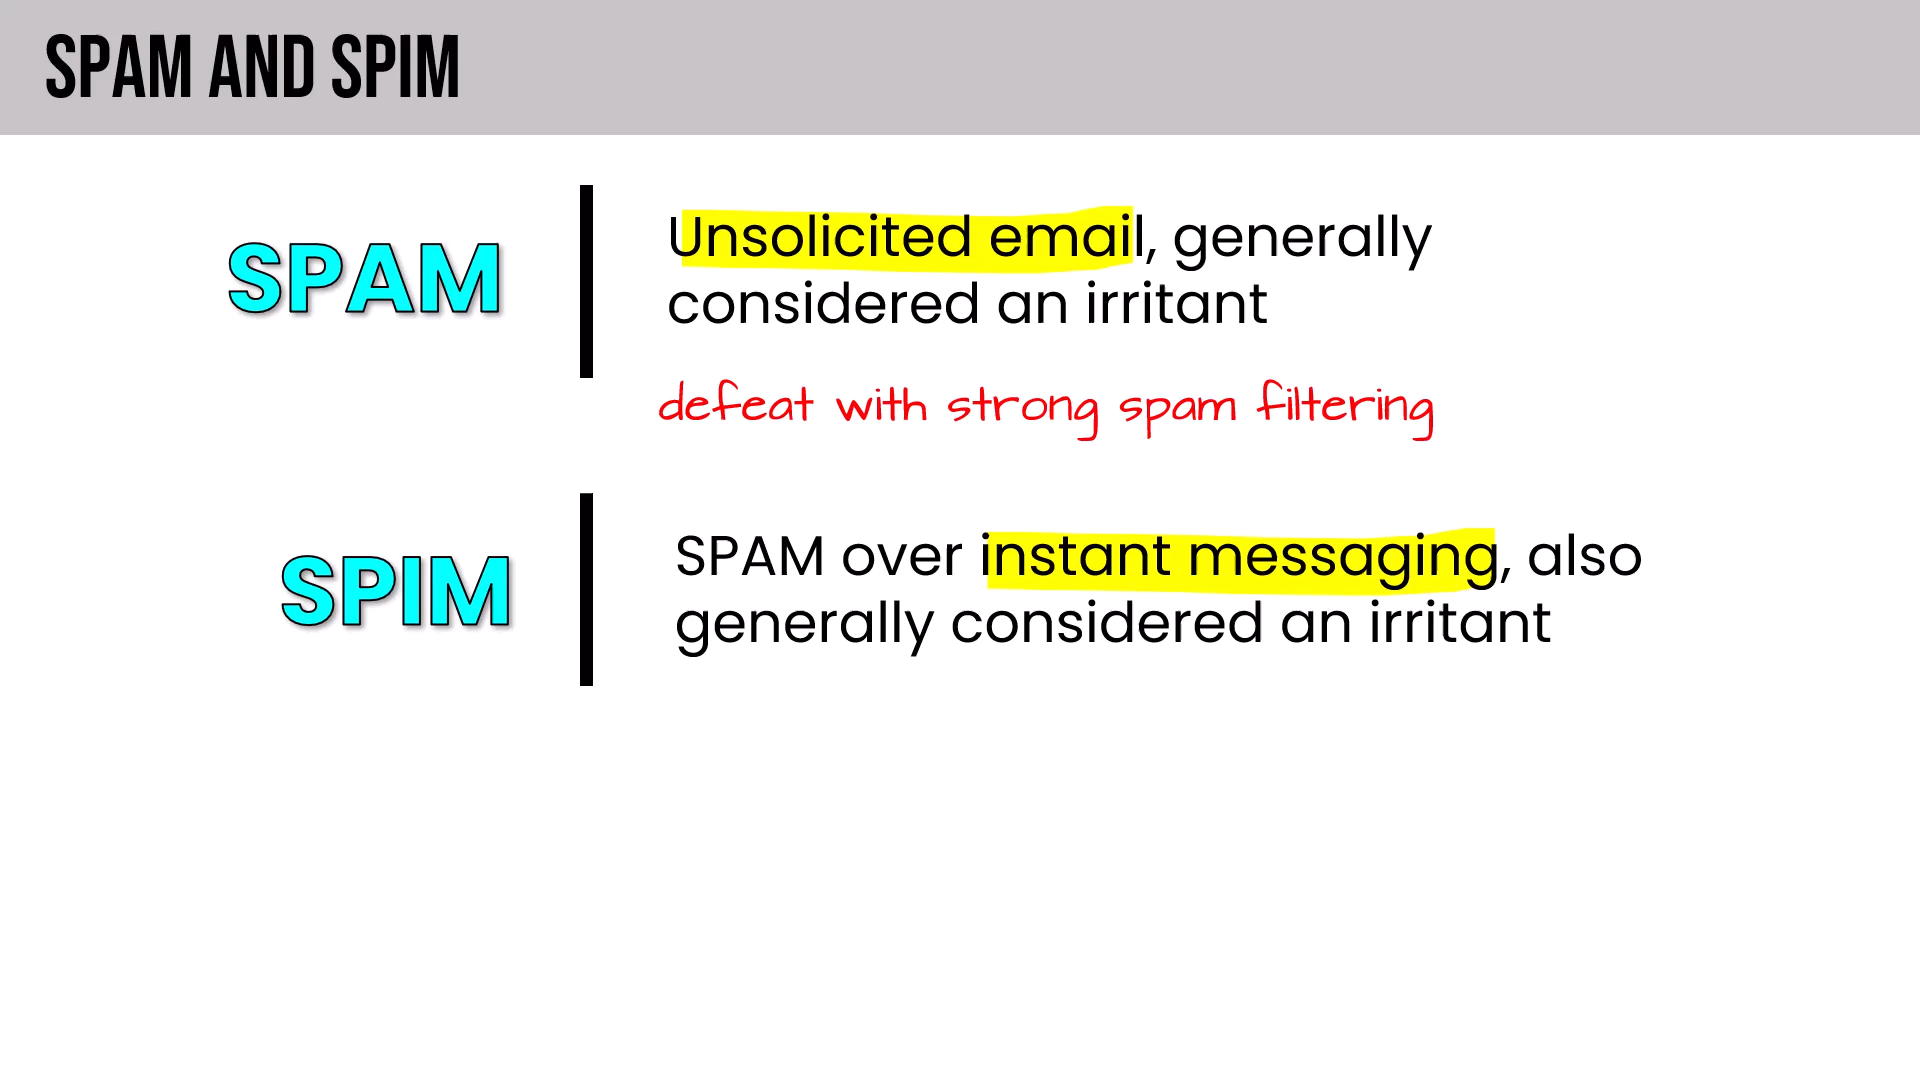 SPAM AND SPIM
SPAM
Unsolicited email, generally
considered an irritant
defeat with strong spam filtering
SPIM
SPAM over instant messaging, also
generally considered an irritant